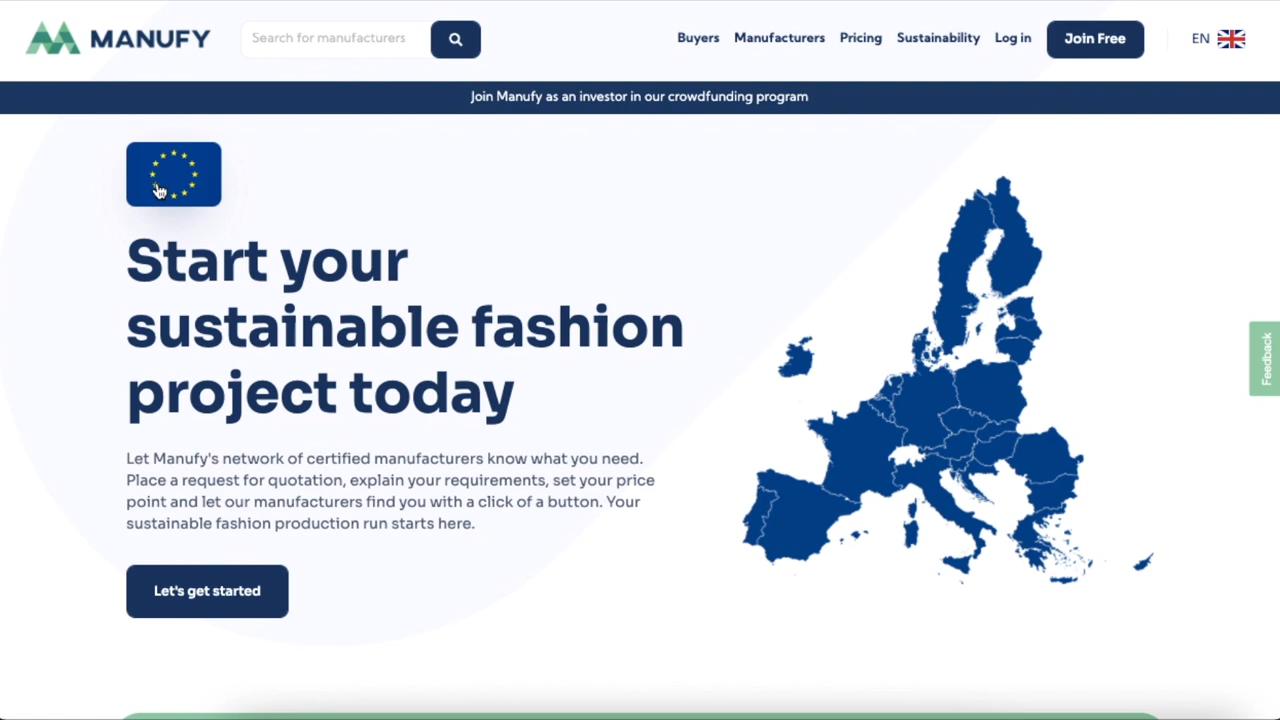 MANUFY
Search for manufacturers
Buyers
Manufacturers
Pricing
Sustainability
Log in
Join Free
EN
Join Manufy as an investor in our crowdfunding program
Start your
sustainable fashion
project today
Let Manufy's network of certified manufacturers know what you need.
Place a request for quotation, explain your requirements, set your price
point and let our manufacturers find you with a click of a button. Your
sustainable fashion production run starts here.
Let's get started
Feedback